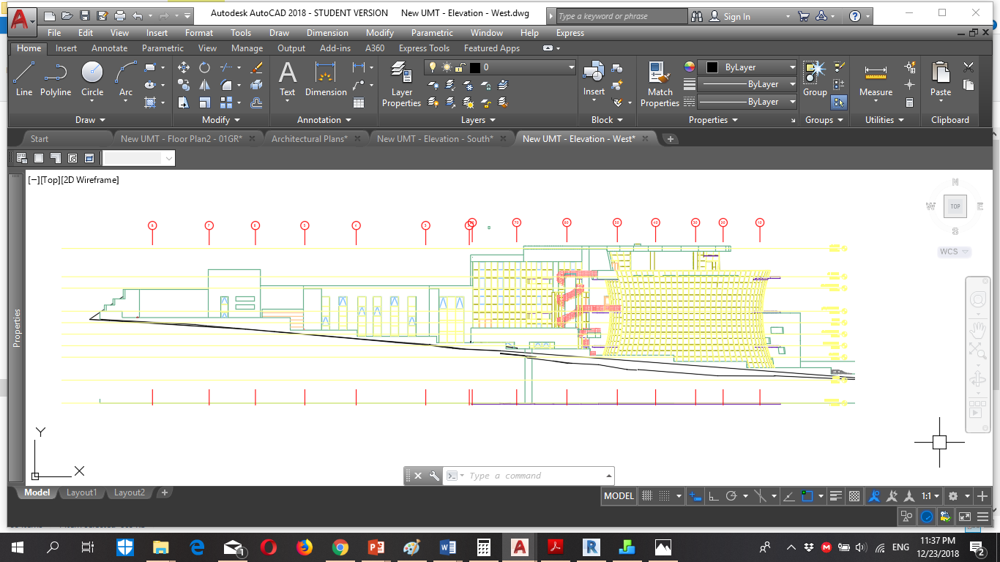 Autodesk AutoCAD 2018 - STUDENT VERSION New UMT - Elevation - West.dwg
Type a keyword or phrase
Sign In
File Edit View Insert Format Tools Draw Dimension Modify Parametric Window Help Express
Home Insert Annotate Parametric View Manage Output Add-ins A360 Express Tools Featured Apps
0
ByLayer
ByLayer
ByLayer
Line Polyline Circle Arc
Text Dimension
Layer Properties
Insert
Match Properties
Group
Measure
Paste
Draw Modify Annotation Layers Block Properties Groups Utilities Clipboard
Start New UMT - Floor Plan2 - 01GR* Architectural Plans* New UMT - Elevation - South* New UMT - Elevation - West*
[−][Top][2D Wireframe]
N
W TOP E
S
WCS
Properties
Y
X
Type a command
Model Layout1 Layout2
MODEL
1:1
ENG
11:37 PM
12/23/2018
1
2